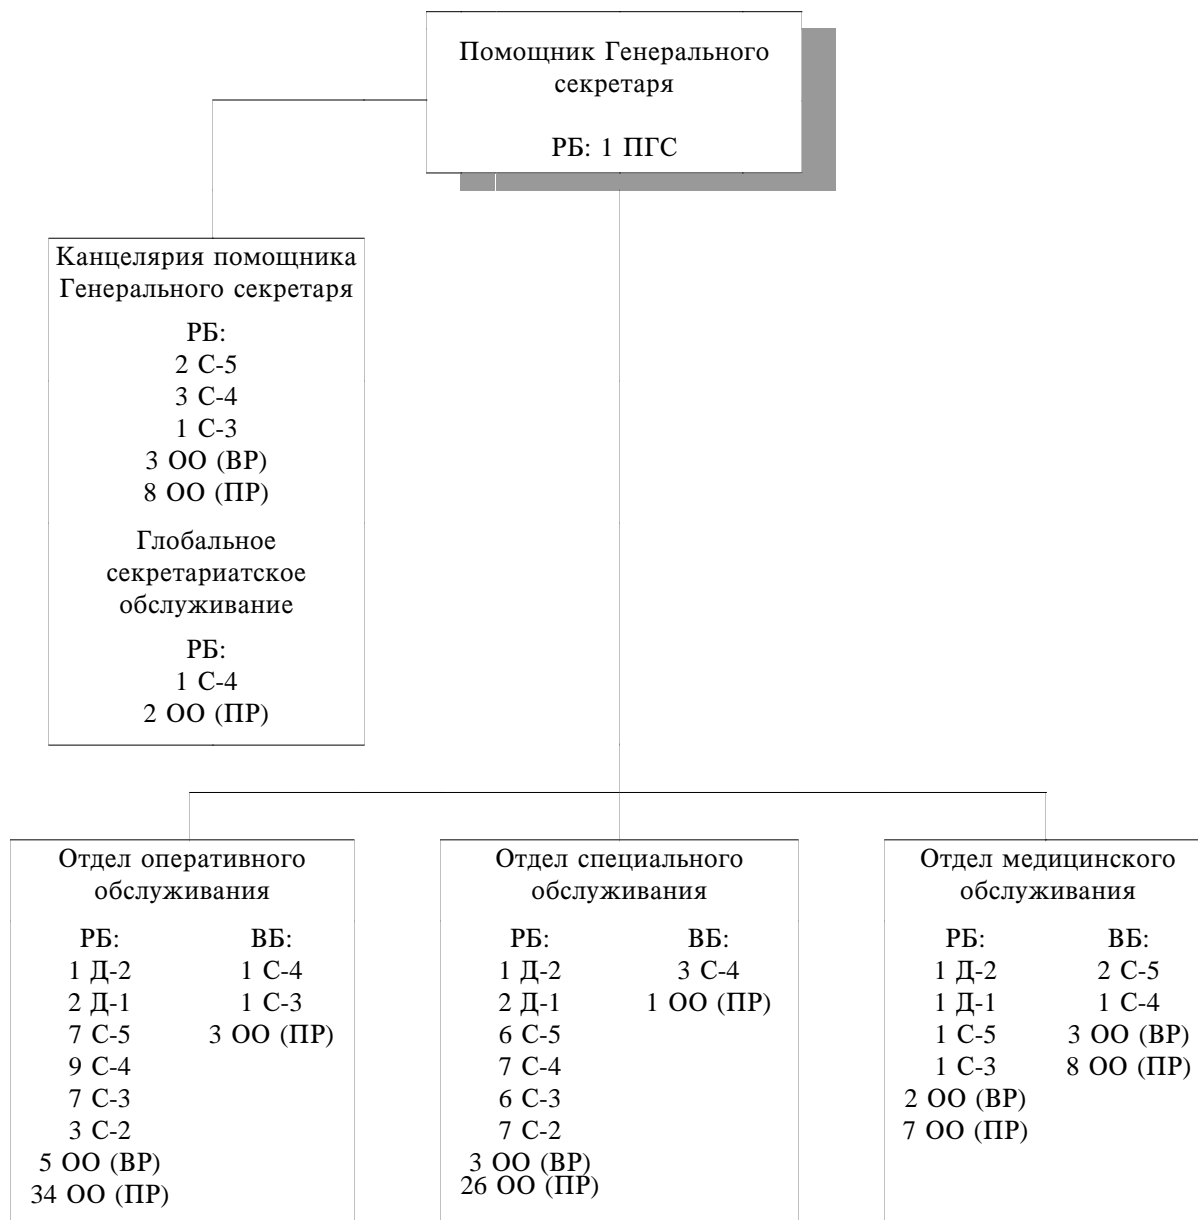 Помощник Генерального
секретаря
РБ: 1 ПГС
Канцелярия помощника
Генерального секретаря
РБ:
2 С-5
3 С-4
1 С-3
3 ОО (ВР)
8 ОО (ПР)
Глобальное
секретариатское
обслуживание
РБ:
1 С-4
2 ОО (ПР)
Отдел оперативного
обслуживания
РБ:
1 Д-2
2 Д-1
7 С-5
9 С-4
7 С-3
3 С-2
5 ОО (ВР)
34 ОО (ПР)
ВБ:
1 С-4
1 С-3
3 ОО (ПР)
Отдел специального
обслуживания
РБ:
1 Д-2
2 Д-1
6 С-5
7 С-4
6 С-3
7 С-2
3 ОО (ВР)
26 ОО (ПР)
ВБ:
3 С-4
1 ОО (ПР)
Отдел медицинского
обслуживания
РБ:
1 Д-2
1 Д-1
1 С-5
1 С-3
2 ОО (ВР)
7 ОО (ПР)
ВБ:
2 С-5
1 С-4
3 ОО (ВР)
8 ОО (ПР)